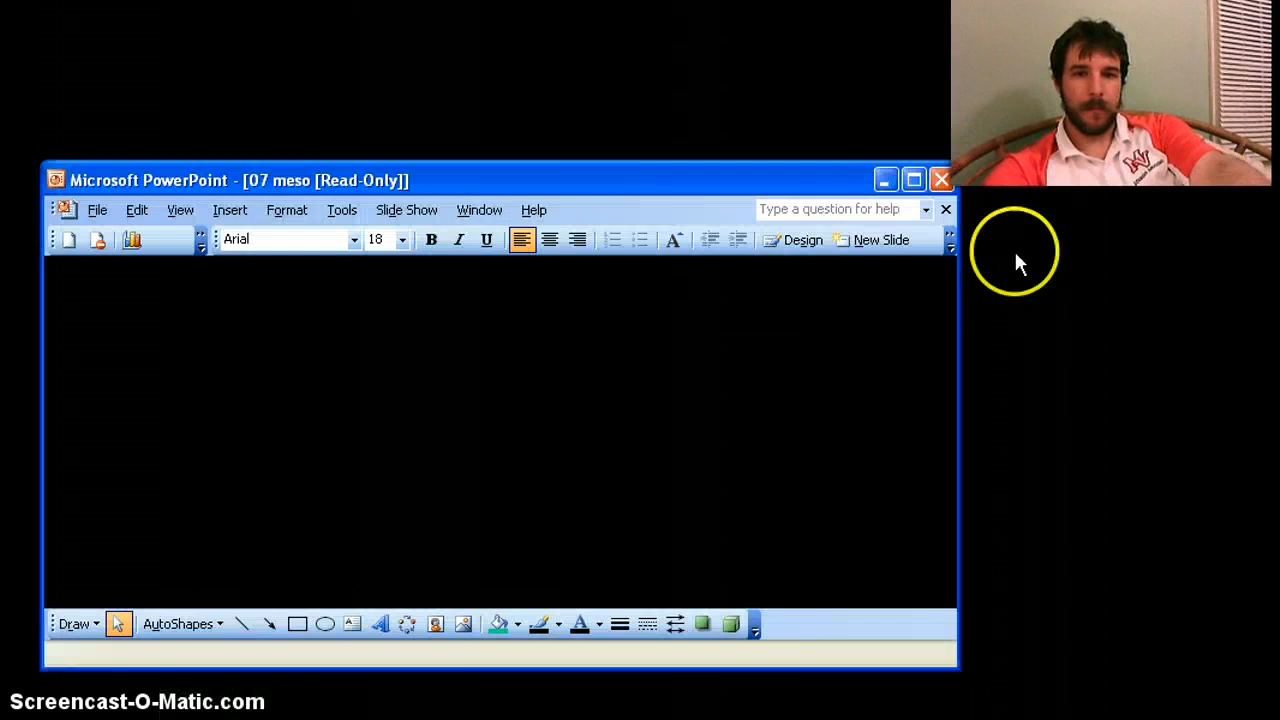 Microsoft PowerPoint - [07 meso [Read-Only]]
File Edit View Insert Format Tools Slide Show Window Help Type a question for help
Arial 18 B I U A Design New Slide
Draw AutoShapes A A
Screencast-O-Matic.com